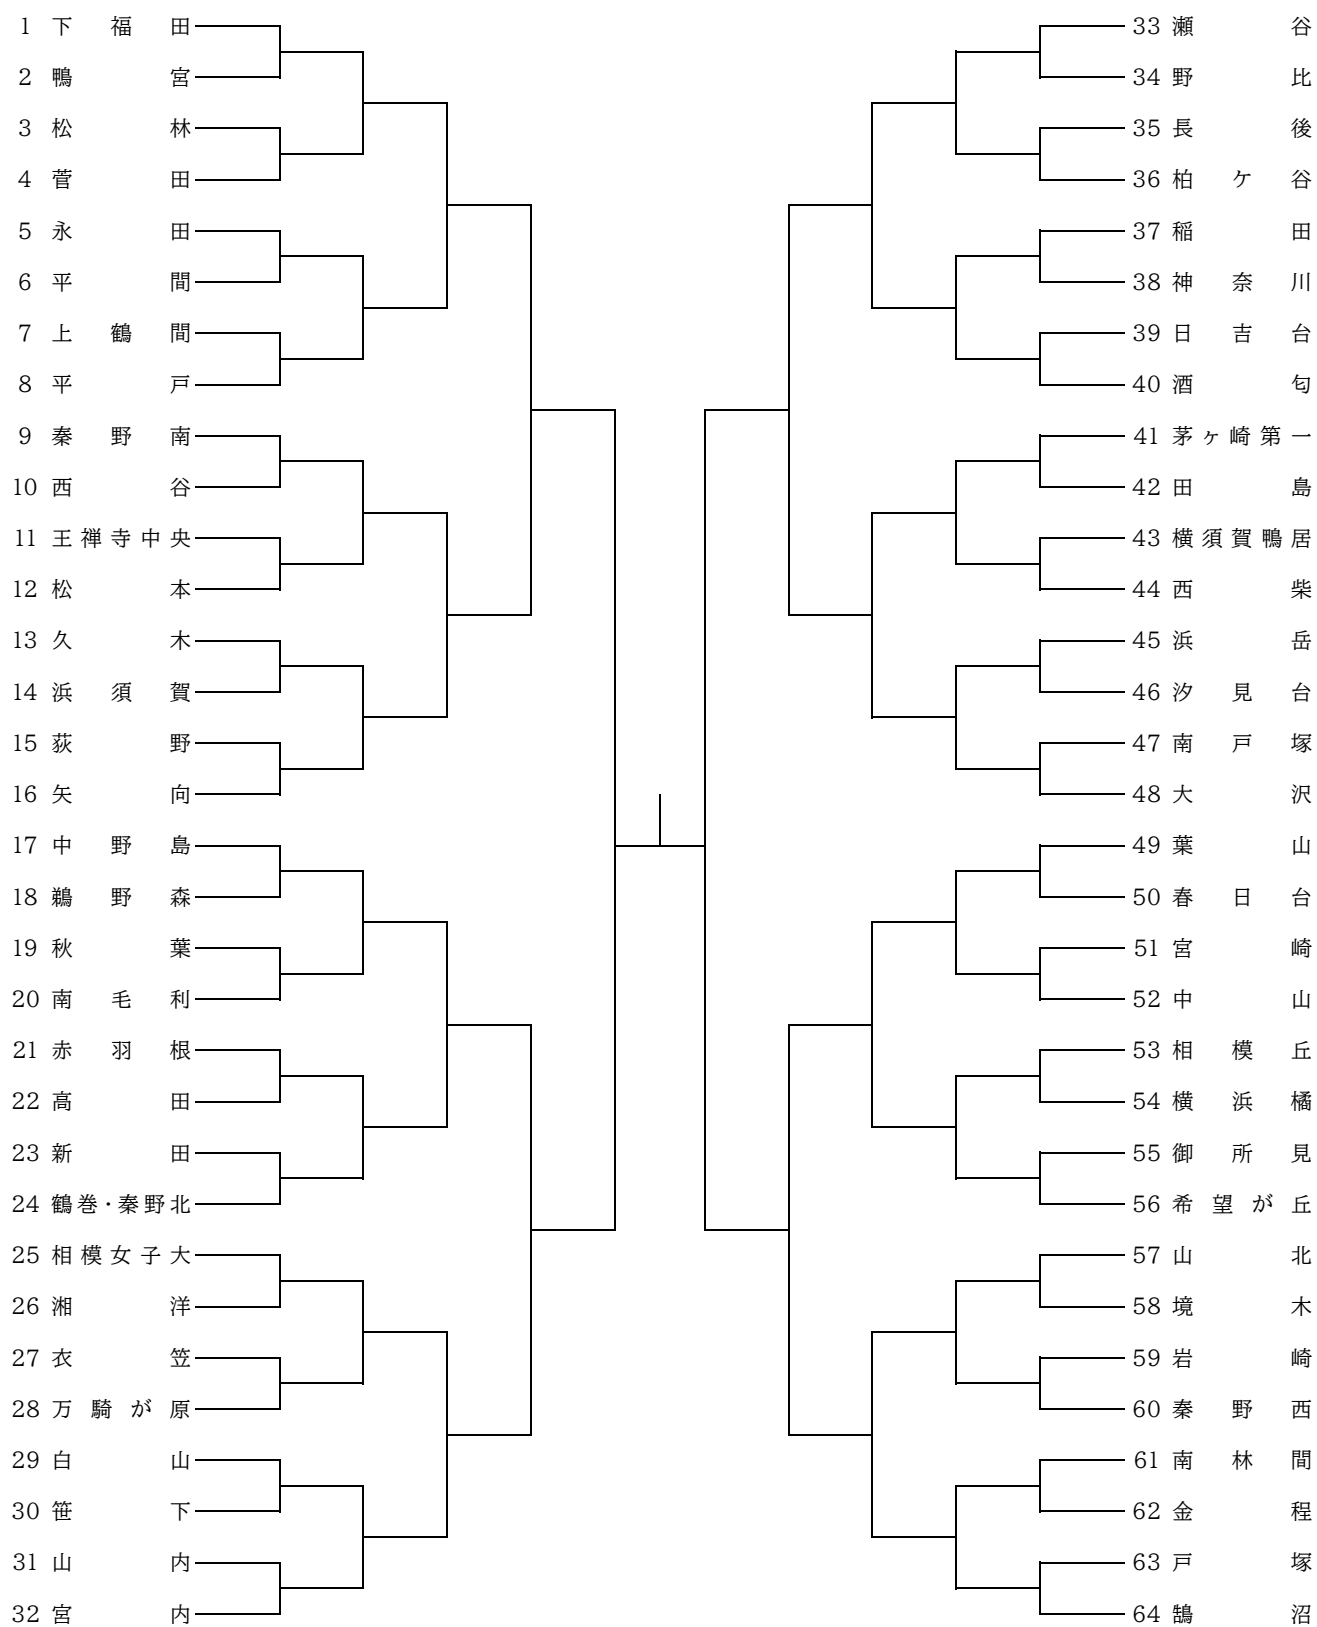 1 下福田
2 鴨宮
3 松林
4 菅田
5 永田
6 平間
7 上鶴間
8 平戸
9 秦野南
10 西谷
11 王禅寺中央
12 松本
13 久木
14 浜須賀
15 荻野
16 矢向
17 中野島
18 鵜野森
19 秋葉
20 南毛利
21 赤羽根
22 高田
23 新田
24 鶴巻・秦野北
25 相模女子大
26 湘洋
27 衣笠
28 万騎が原
29 白山
30 笹下
31 山内
32 宮内
33 瀬谷
34 野比
35 長後
36 柏ケ谷
37 稲田
38 神奈川
39 日吉台
40 酒匂
41 茅ヶ崎第一
42 田島
43 横須賀鴨居
44 西柴
45 浜岳
46 汐見台
47 南戸塚
48 大沢
49 葉山
50 春日台
51 宮崎
52 中山
53 相模丘
54 横浜橘
55 御所見
56 希望が丘
57 山北
58 境木
59 岩崎
60 秦野西
61 南林間
62 金程
63 戸塚
64 鵠沼